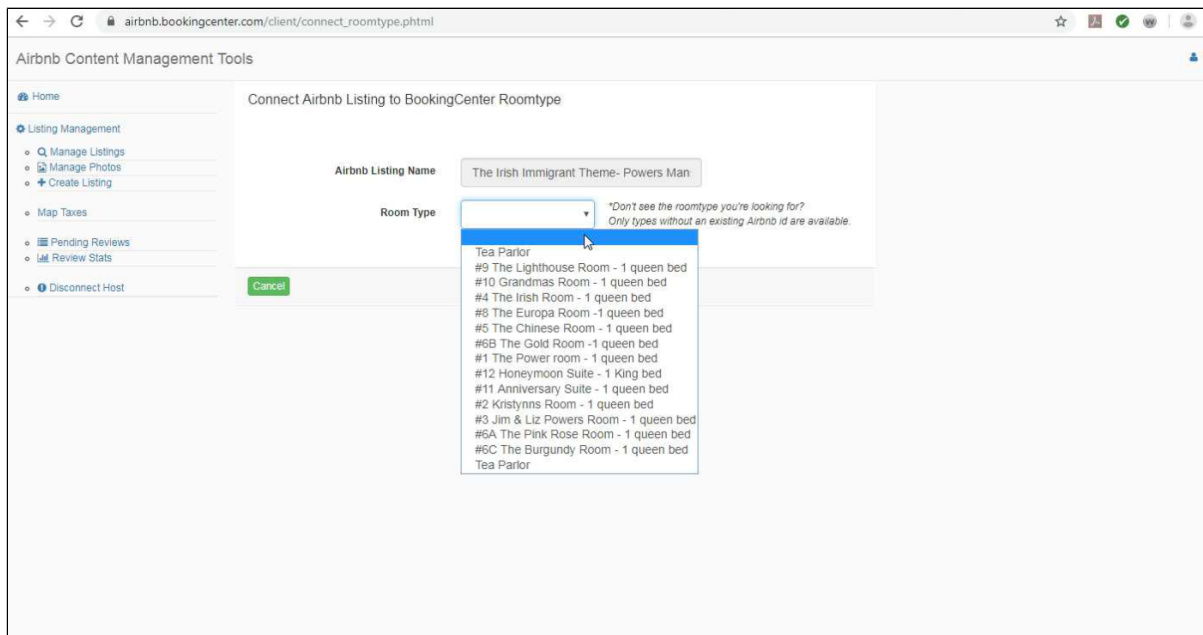 airbnb.bookingcenter.com/client/connect_roomtype.phtml
Airbnb Content Management Tools
Home
Listing Management
Manage Listings
Manage Photos
Create Listing
Map Taxes
Pending Reviews
Review Stats
Disconnect Host
Connect Airbnb Listing to BookingCenter Roomtype
Airbnb Listing Name The Irish Immigrant Theme- Powers Man
Room Type
*Don't see the roomtype you're looking for?
Only types without an existing Airbnb id are available.
Tea Parlor
#9 The Lighthouse Room - 1 queen bed
#10 Grandmas Room - 1 queen bed
#4 The Irish Room - 1 queen bed
#8 The Europa Room -1 queen bed
#5 The Chinese Room - 1 queen bed
#6B The Gold Room -1 queen bed
#1 The Power room - 1 queen bed
#12 Honeymoon Suite - 1 King bed
#11 Anniversary Suite - 1 queen bed
#2 Kristynns Room - 1 queen bed
#3 Jim & Liz Powers Room - 1 queen bed
#6A The Pink Rose Room - 1 queen bed
#6C The Burgundy Room - 1 queen bed
Tea Parlor
Cancel